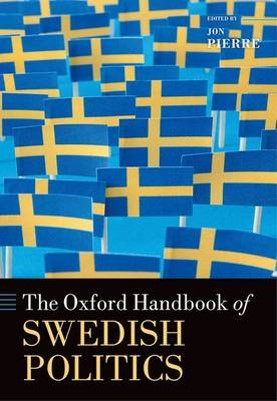 EDITED BY
JON
PIERRE
The Oxford Handbook of
SWEDISH
POLITICS